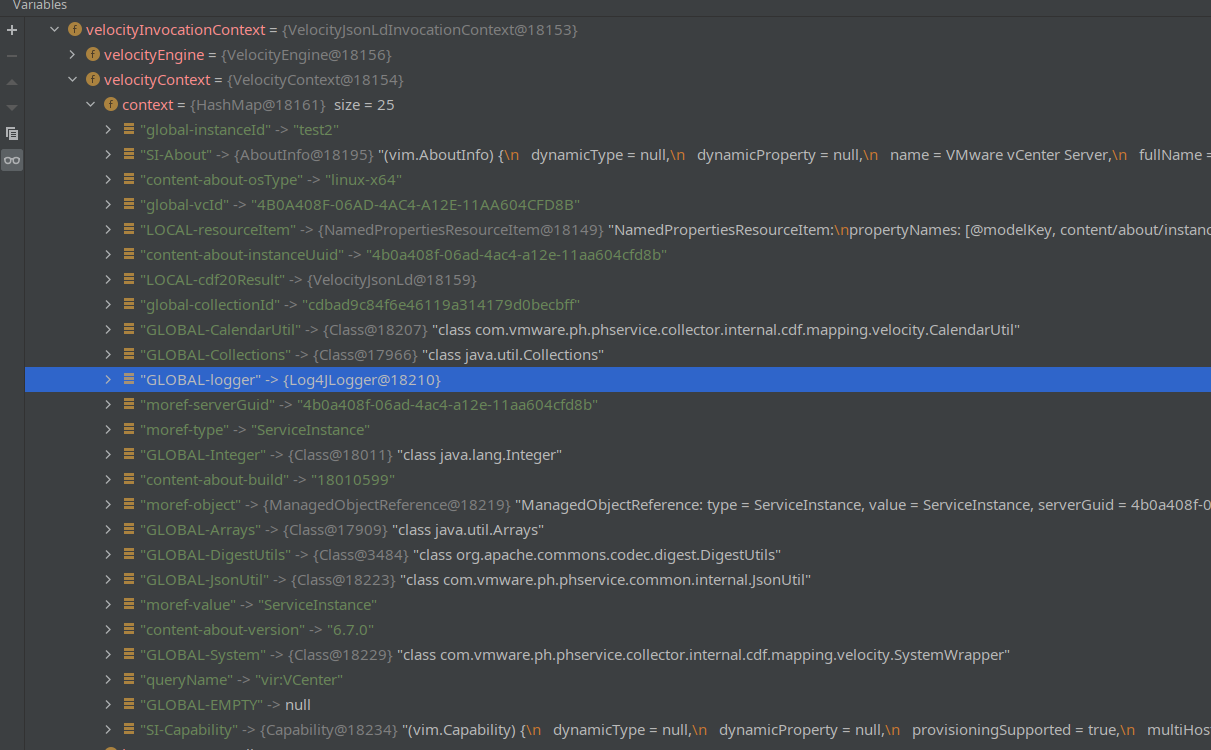 Variables
velocityInvocationContext = {VelocityJsonLdInvocationContext@18153}
velocityEngine = {VelocityEngine@18156}
velocityContext = {VelocityContext@18154}
context = {HashMap@18161} size = 25
"global-instanceId" -> "test2"
"SI-About" -> {AboutInfo@18195} "(vim.AboutInfo) {\n dynamicType = null,\n dynamicProperty = null,\n name = VMware vCenter Server,\n fullName =
"content-about-osType" -> "linux-x64"
"global-vcId" -> "4B0A408F-06AD-4AC4-A12E-11AA604CFD8B"
"LOCAL-resourceItem" -> {NamedPropertiesResourceItem@18149} "NamedPropertiesResourceItem:\npropertyNames: [@modelKey, content/about/instanc
"content-about-instanceUuid" -> "4b0a408f-06ad-4ac4-a12e-11aa604cfd8b"
"LOCAL-cdf20Result" -> {VelocityJsonLd@18159}
"global-collectionId" -> "cdbad9c84f6e46119a314179d0becbff"
"GLOBAL-CalendarUtil" -> {Class@18207} "class com.vmware.ph.phservice.collector.internal.cdf.mapping.velocity.CalendarUtil"
"GLOBAL-Collections" -> {Class@17966} "class java.util.Collections"
"GLOBAL-logger" -> {Log4JLogger@18210}
"moref-serverGuid" -> "4b0a408f-06ad-4ac4-a12e-11aa604cfd8b"
"moref-type" -> "ServiceInstance"
"GLOBAL-Integer" -> {Class@18011} "class java.lang.Integer"
"content-about-build" -> "18010599"
"moref-object" -> {ManagedObjectReference@18219} "ManagedObjectReference: type = ServiceInstance, value = ServiceInstance, serverGuid = 4b0a408f-0
"GLOBAL-Arrays" -> {Class@17909} "class java.util.Arrays"
"GLOBAL-DigestUtils" -> {Class@3484} "class org.apache.commons.codec.digest.DigestUtils"
"GLOBAL-JsonUtil" -> {Class@18223} "class com.vmware.ph.phservice.common.internal.JsonUtil"
"moref-value" -> "ServiceInstance"
"content-about-version" -> "6.7.0"
"GLOBAL-System" -> {Class@18229} "class com.vmware.ph.phservice.collector.internal.cdf.mapping.velocity.SystemWrapper"
"queryName" -> "vir:VCenter"
"GLOBAL-EMPTY" -> null
"SI-Capability" -> {Capability@18234} "(vim.Capability) {\n dynamicType = null,\n dynamicProperty = null,\n provisioningSupported = true,\n multiHos